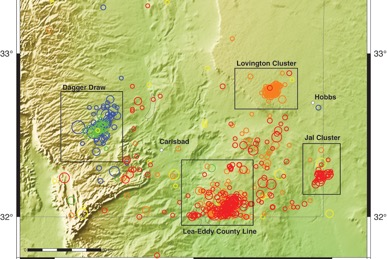 33°
33°
Lovington Cluster
Dagger Draw
Hobbs
Jal Cluster
Carlsbad
32°
32°
Lea-Eddy County Line